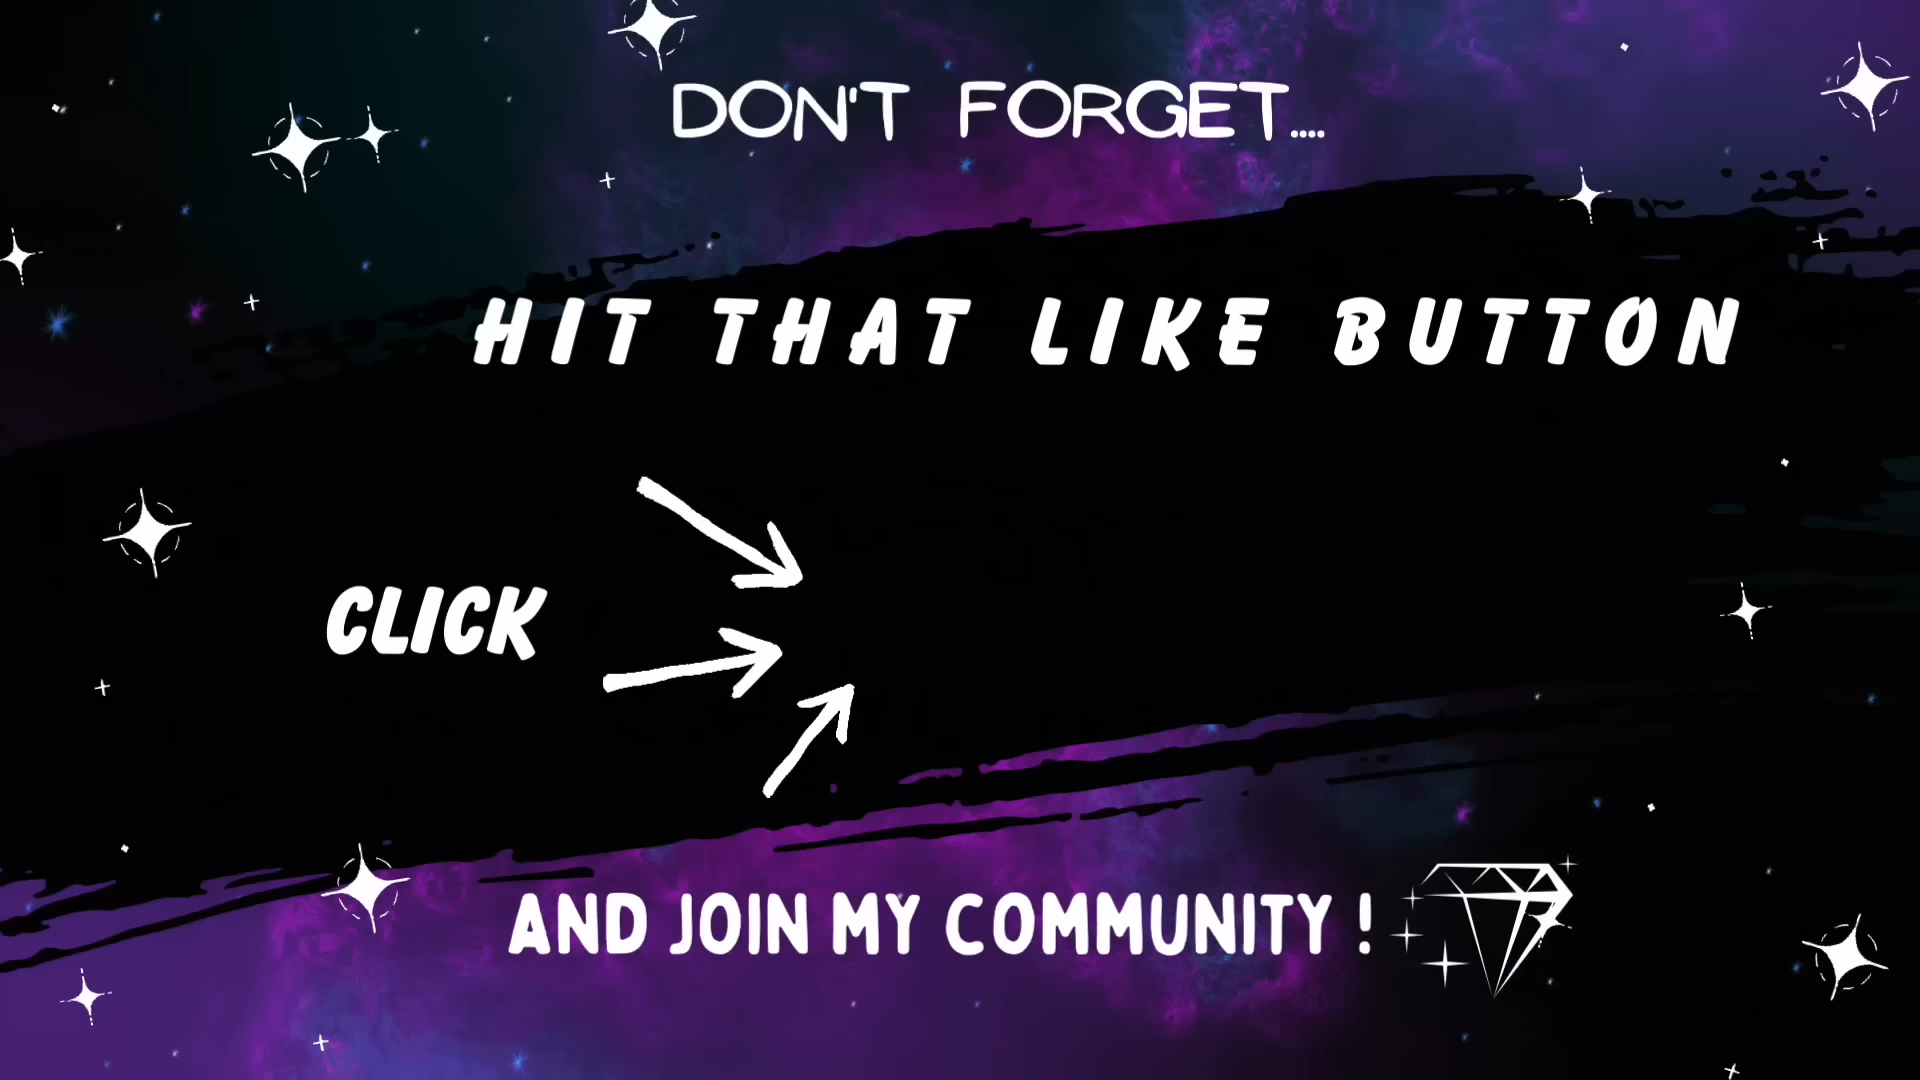 DON'T FORGET....
HIT THAT LIKE BUTTON
CLICK
AND JOIN MY COMMUNITY !